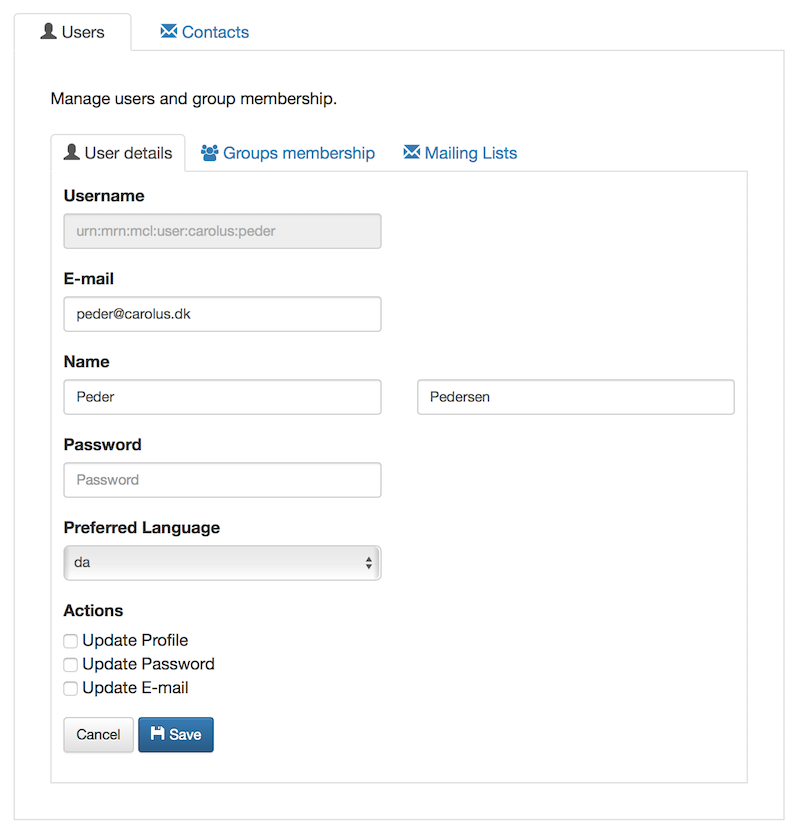 Users Contacts
Manage users and group membership.
User details Groups membership Mailing Lists
Username
urn:mrn:mcl:user:carolus:peder
E-mail
peder@carolus.dk
Name
Peder Pedersen
Password
Password
Preferred Language
da
Actions
Update Profile
Update Password
Update E-mail
Cancel Save